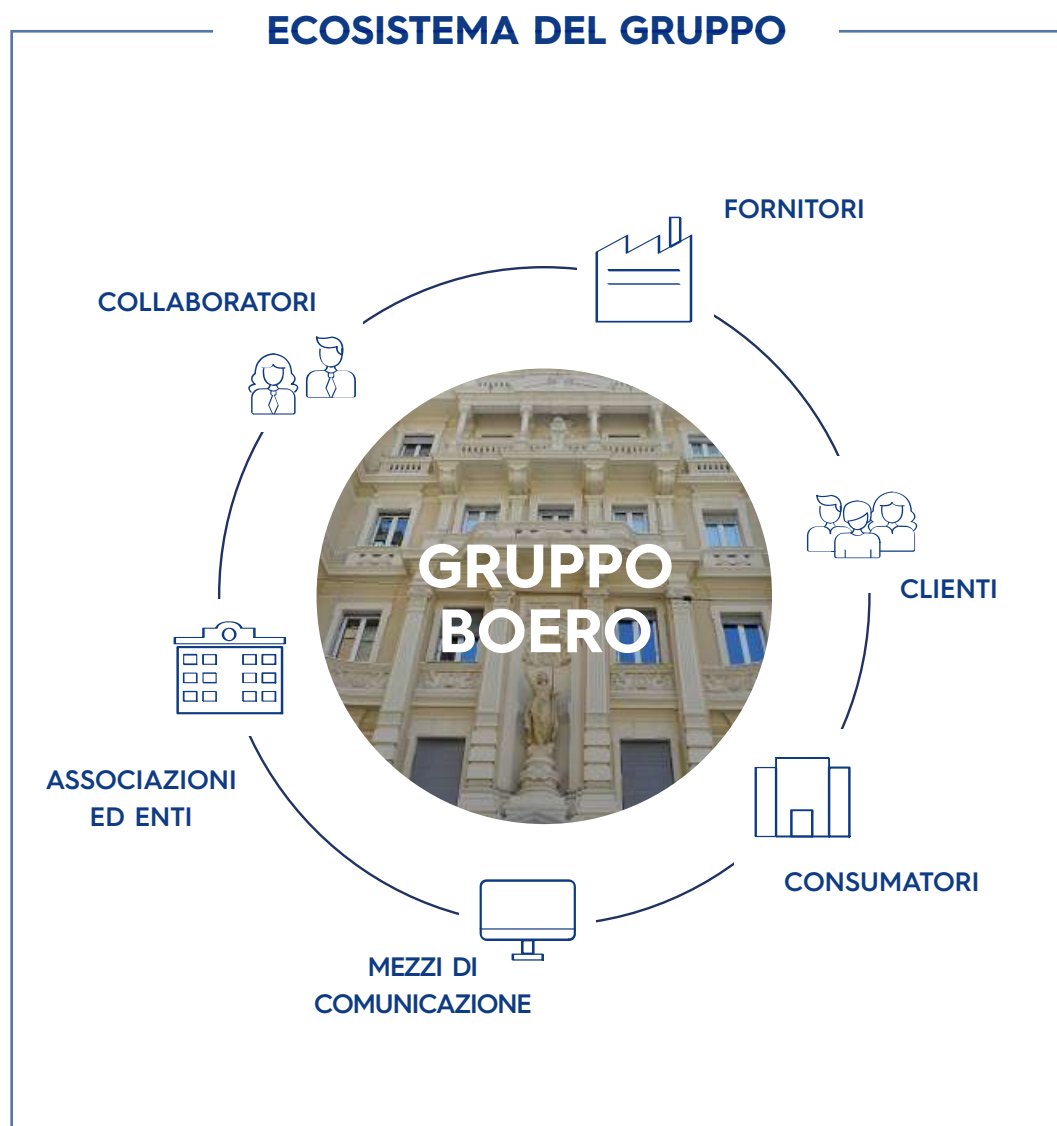 ECOSISTEMA DEL GRUPPO
FORNITORI
COLLABORATORI
GRUPPO
BOERO
CLIENTI
ASSOCIAZIONI
ED ENTI
CONSUMATORI
MEZZI DI
COMUNICAZIONE